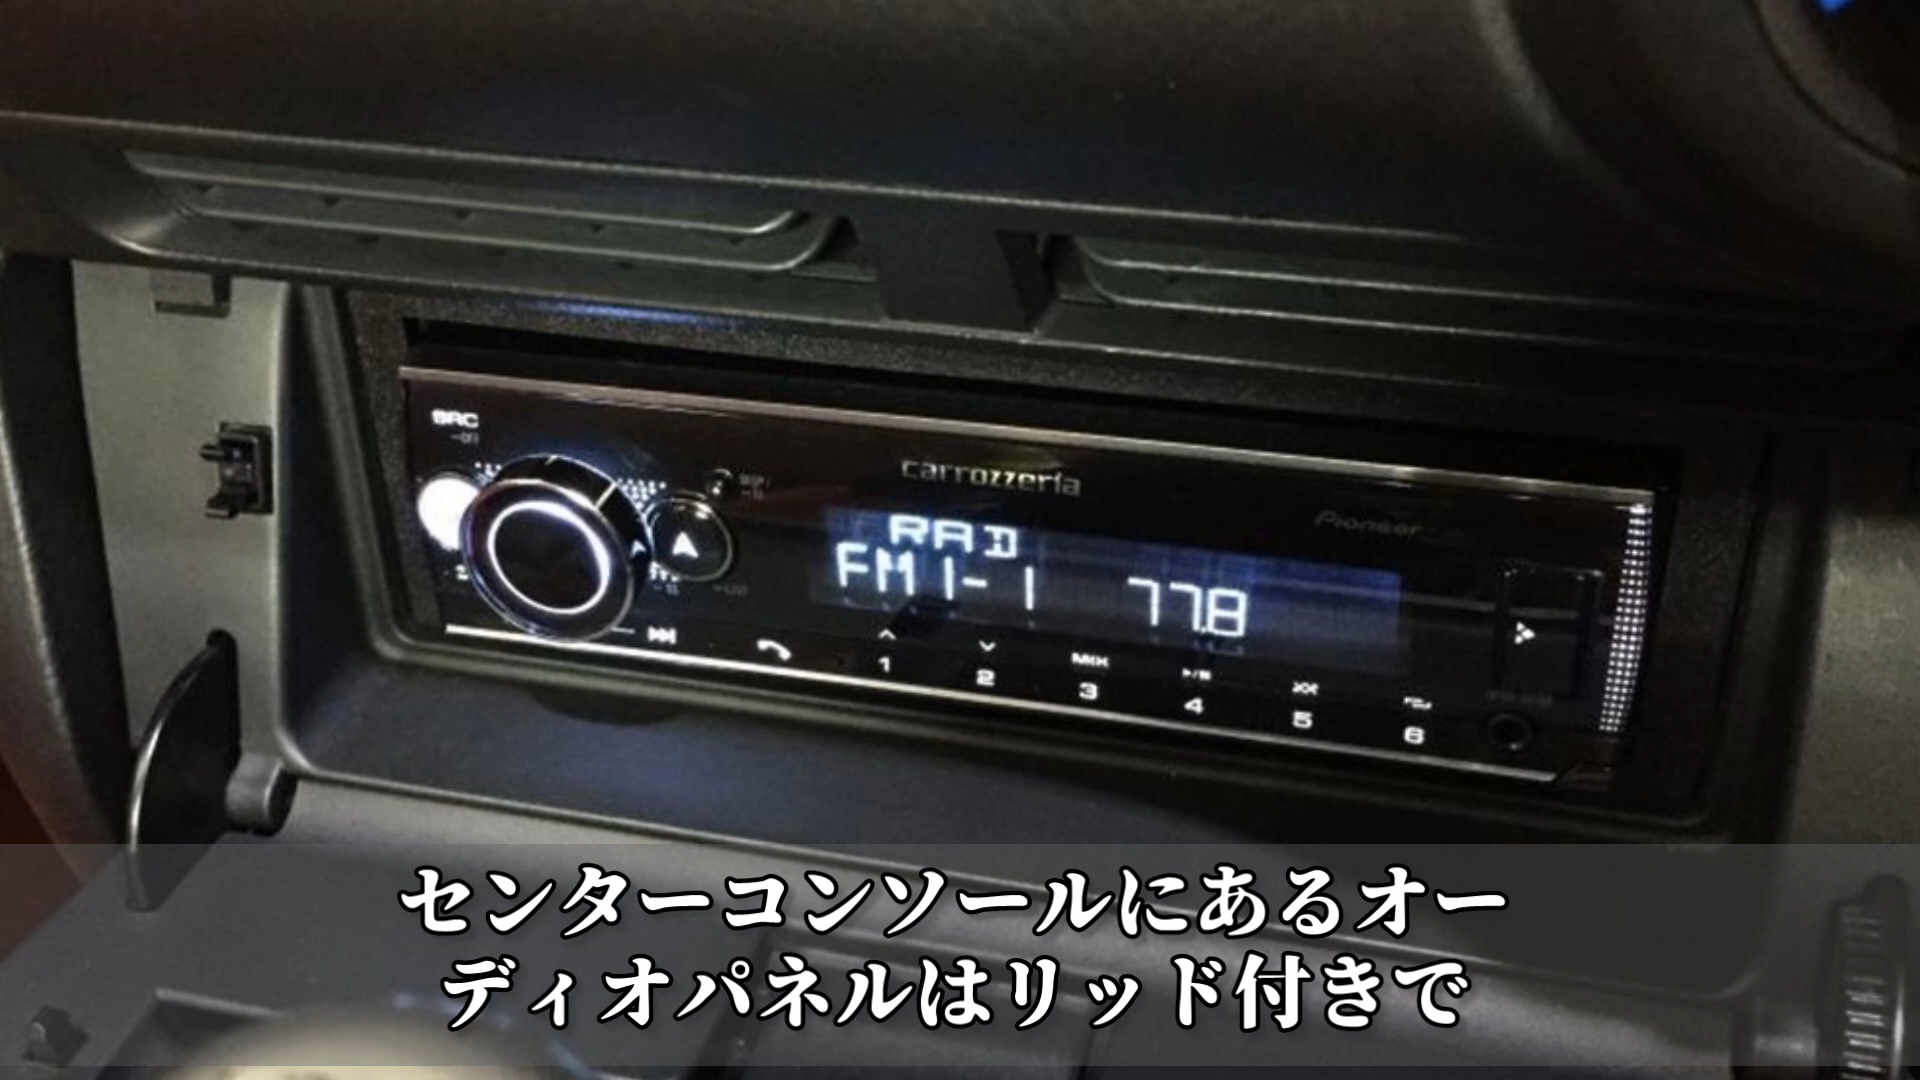 SRC
carrozzeria
Pioneer
RAD
FM1-1 77.8
MIX
1 2 3 4 5 6
センターコンソールにあるオー
ディオパネルはリッド付きで